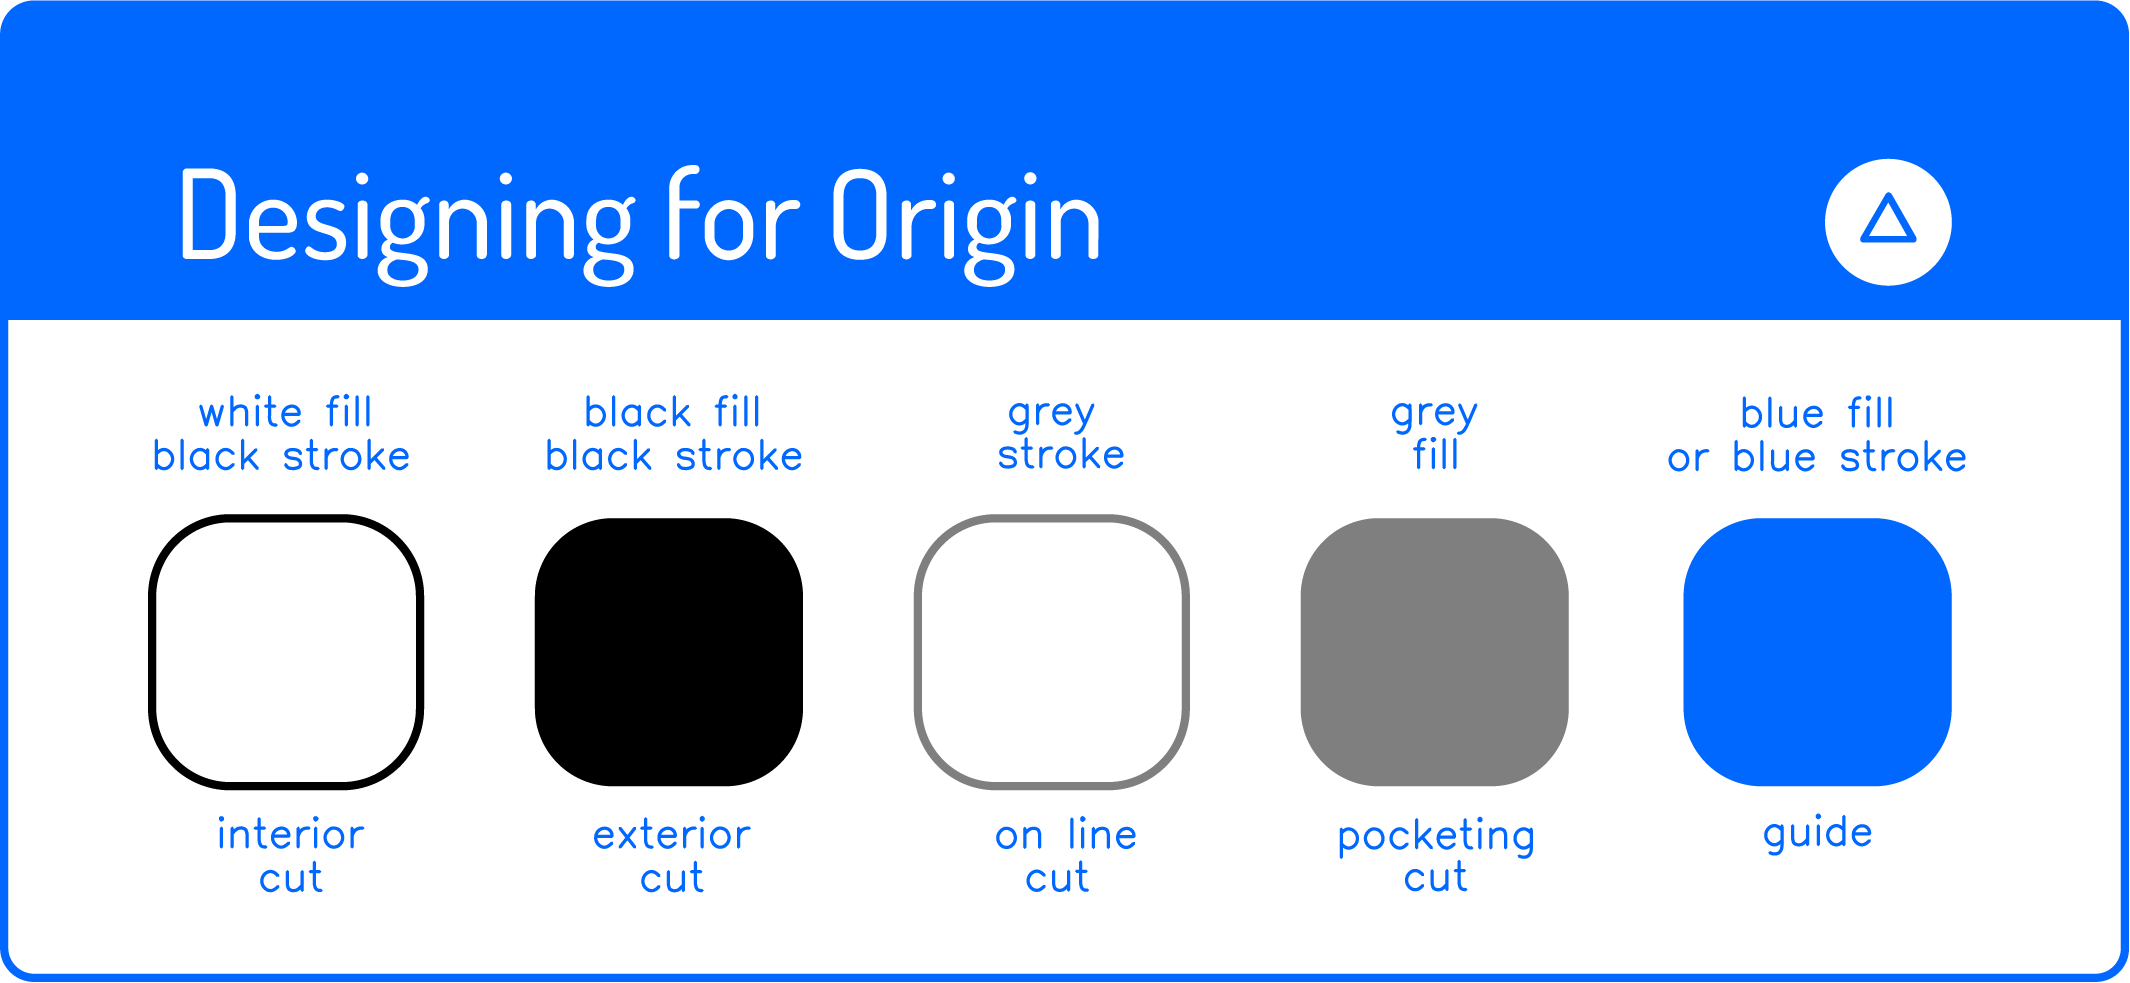 Designing for Origin
white fill
black stroke
black fill
black stroke
grey
stroke
grey
fill
blue fill
or blue stroke
interior
cut
exterior
cut
on line
cut
pocketing
cut
guide